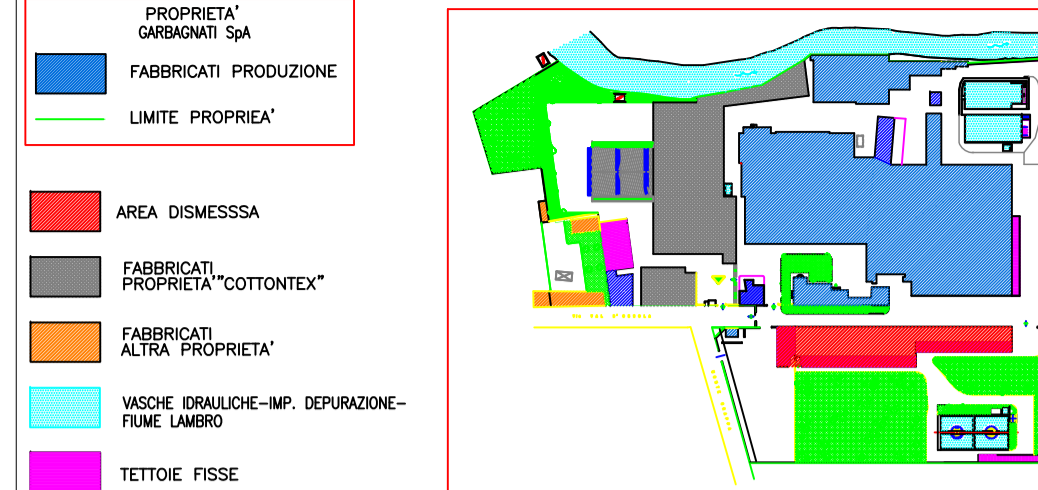 PROPRIETA'
GARBAGNATI SpA
FABBRICATI PRODUZIONE
LIMITE PROPRIEA'
AREA DISMESSSA
FABBRICATI
PROPRIETA'"COTTONTEX"
FABBRICATI
ALTRA PROPRIETA'
VASCHE IDRAULICHE-IMP. DEPURAZIONE-
FIUME LAMBRO
TETTOIE FISSE